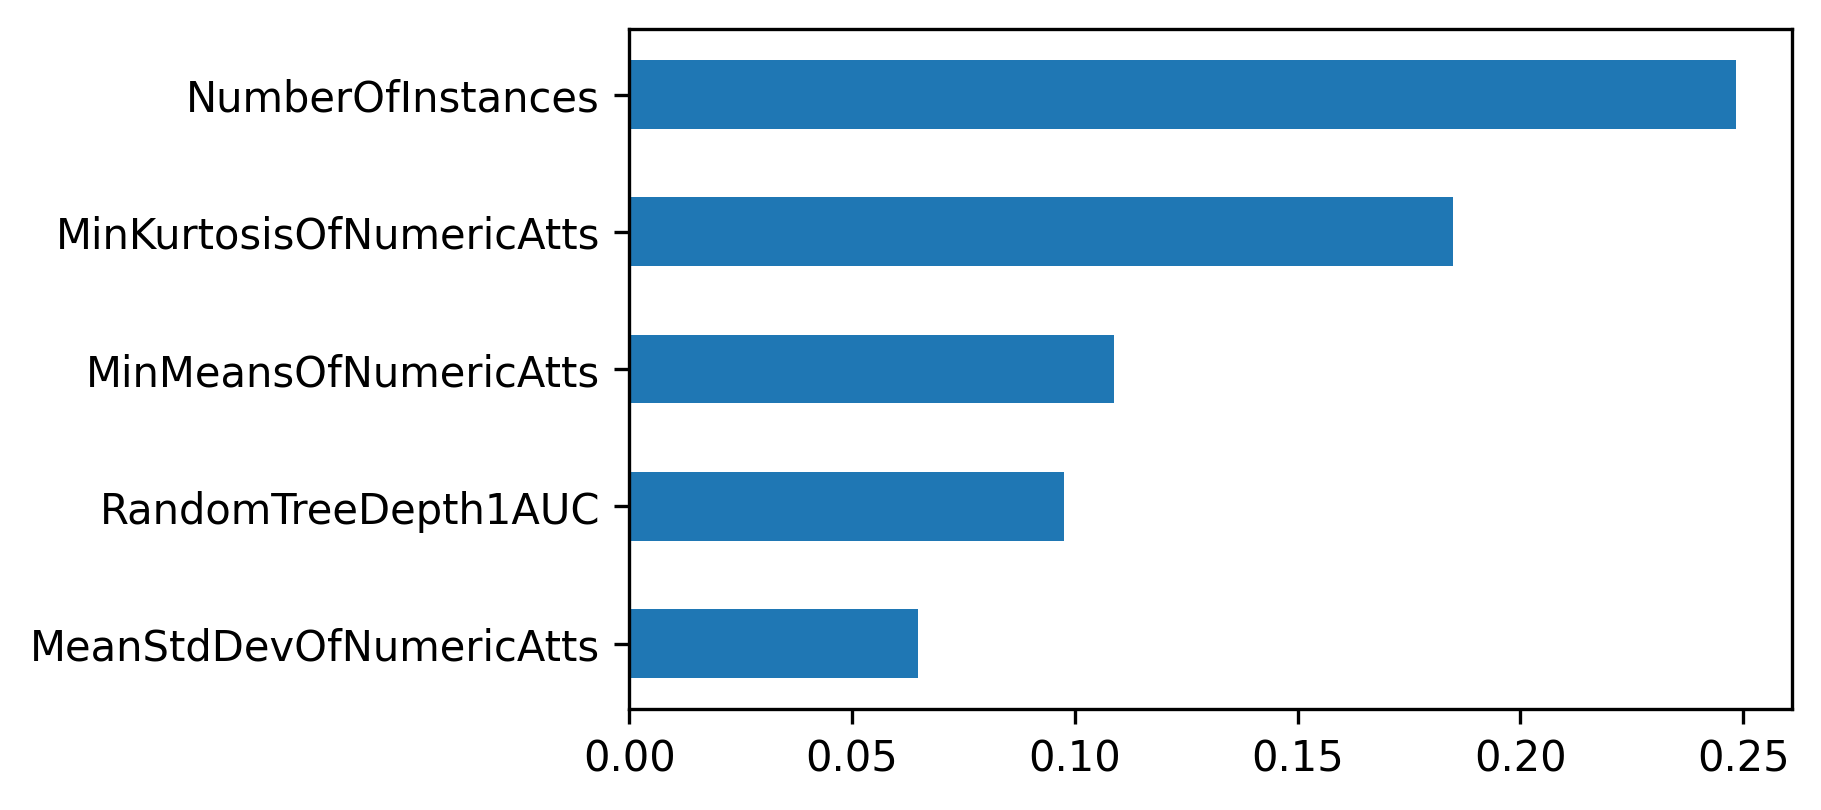 NumberOfInstances
MinKurtosisOfNumericAtts
MinMeansOfNumericAtts
RandomTreeDepth1AUC
MeanStdDevOfNumericAtts
0.00 0.05 0.10 0.15 0.20 0.25